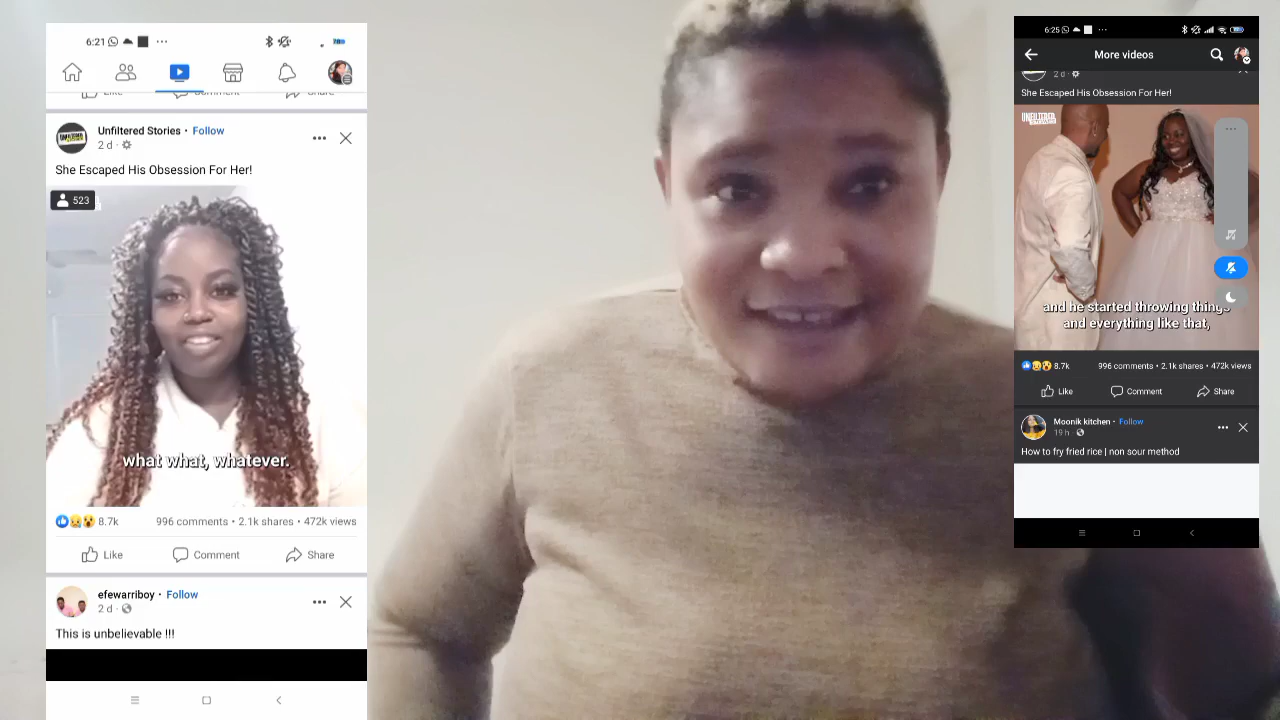 6:21
Like Comment Share
Unfiltered Stories • Follow
2 d
She Escaped His Obsession For Her!
523
what what, whatever.
8.7k 996 comments • 2.1k shares • 472k views
Like Comment Share
efewarriboy • Follow
2 d
This is unbelievable !!!
6:25
More videos
2 d
She Escaped His Obsession For Her!
UNFILTERED
and he started throwing things
and everything like that,
8.7k 996 comments • 2.1k shares • 472k views
Like Comment Share
Moonik kitchen • Follow
19 h
How to fry fried rice | non sour method